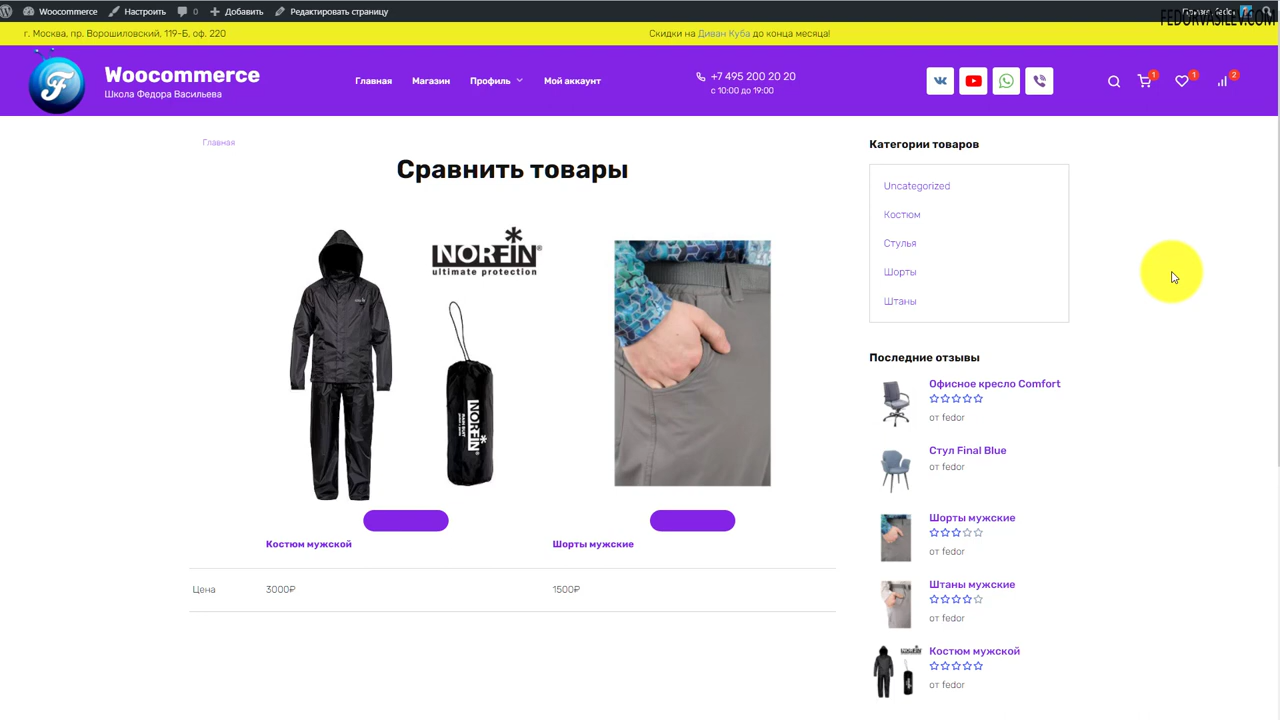 Woocommerce Настроить 0 Добавить Редактировать страницу
FEDORVASILEV.COM
г. Москва, пр. Ворошиловский, 119-Б, оф. 220
Скидки на Диван Куба до конца месяца!
Woocommerce
Школа Федора Васильева
Главная Магазин Профиль Мой аккаунт
+7 495 200 20 20
с 10:00 до 19:00
1 1 2
Главная
Сравнить товары
NORFIN
ultimate protection
NORFIN
Костюм мужской
Шорты мужские
Цена 3000₽ 1500₽
Категории товаров
Uncategorized
Костюм
Стулья
Шорты
Штаны
Последние отзывы
Офисное кресло Comfort
от fedor
Стул Final Blue
от fedor
Шорты мужские
от fedor
Штаны мужские
от fedor
Костюм мужской
от fedor